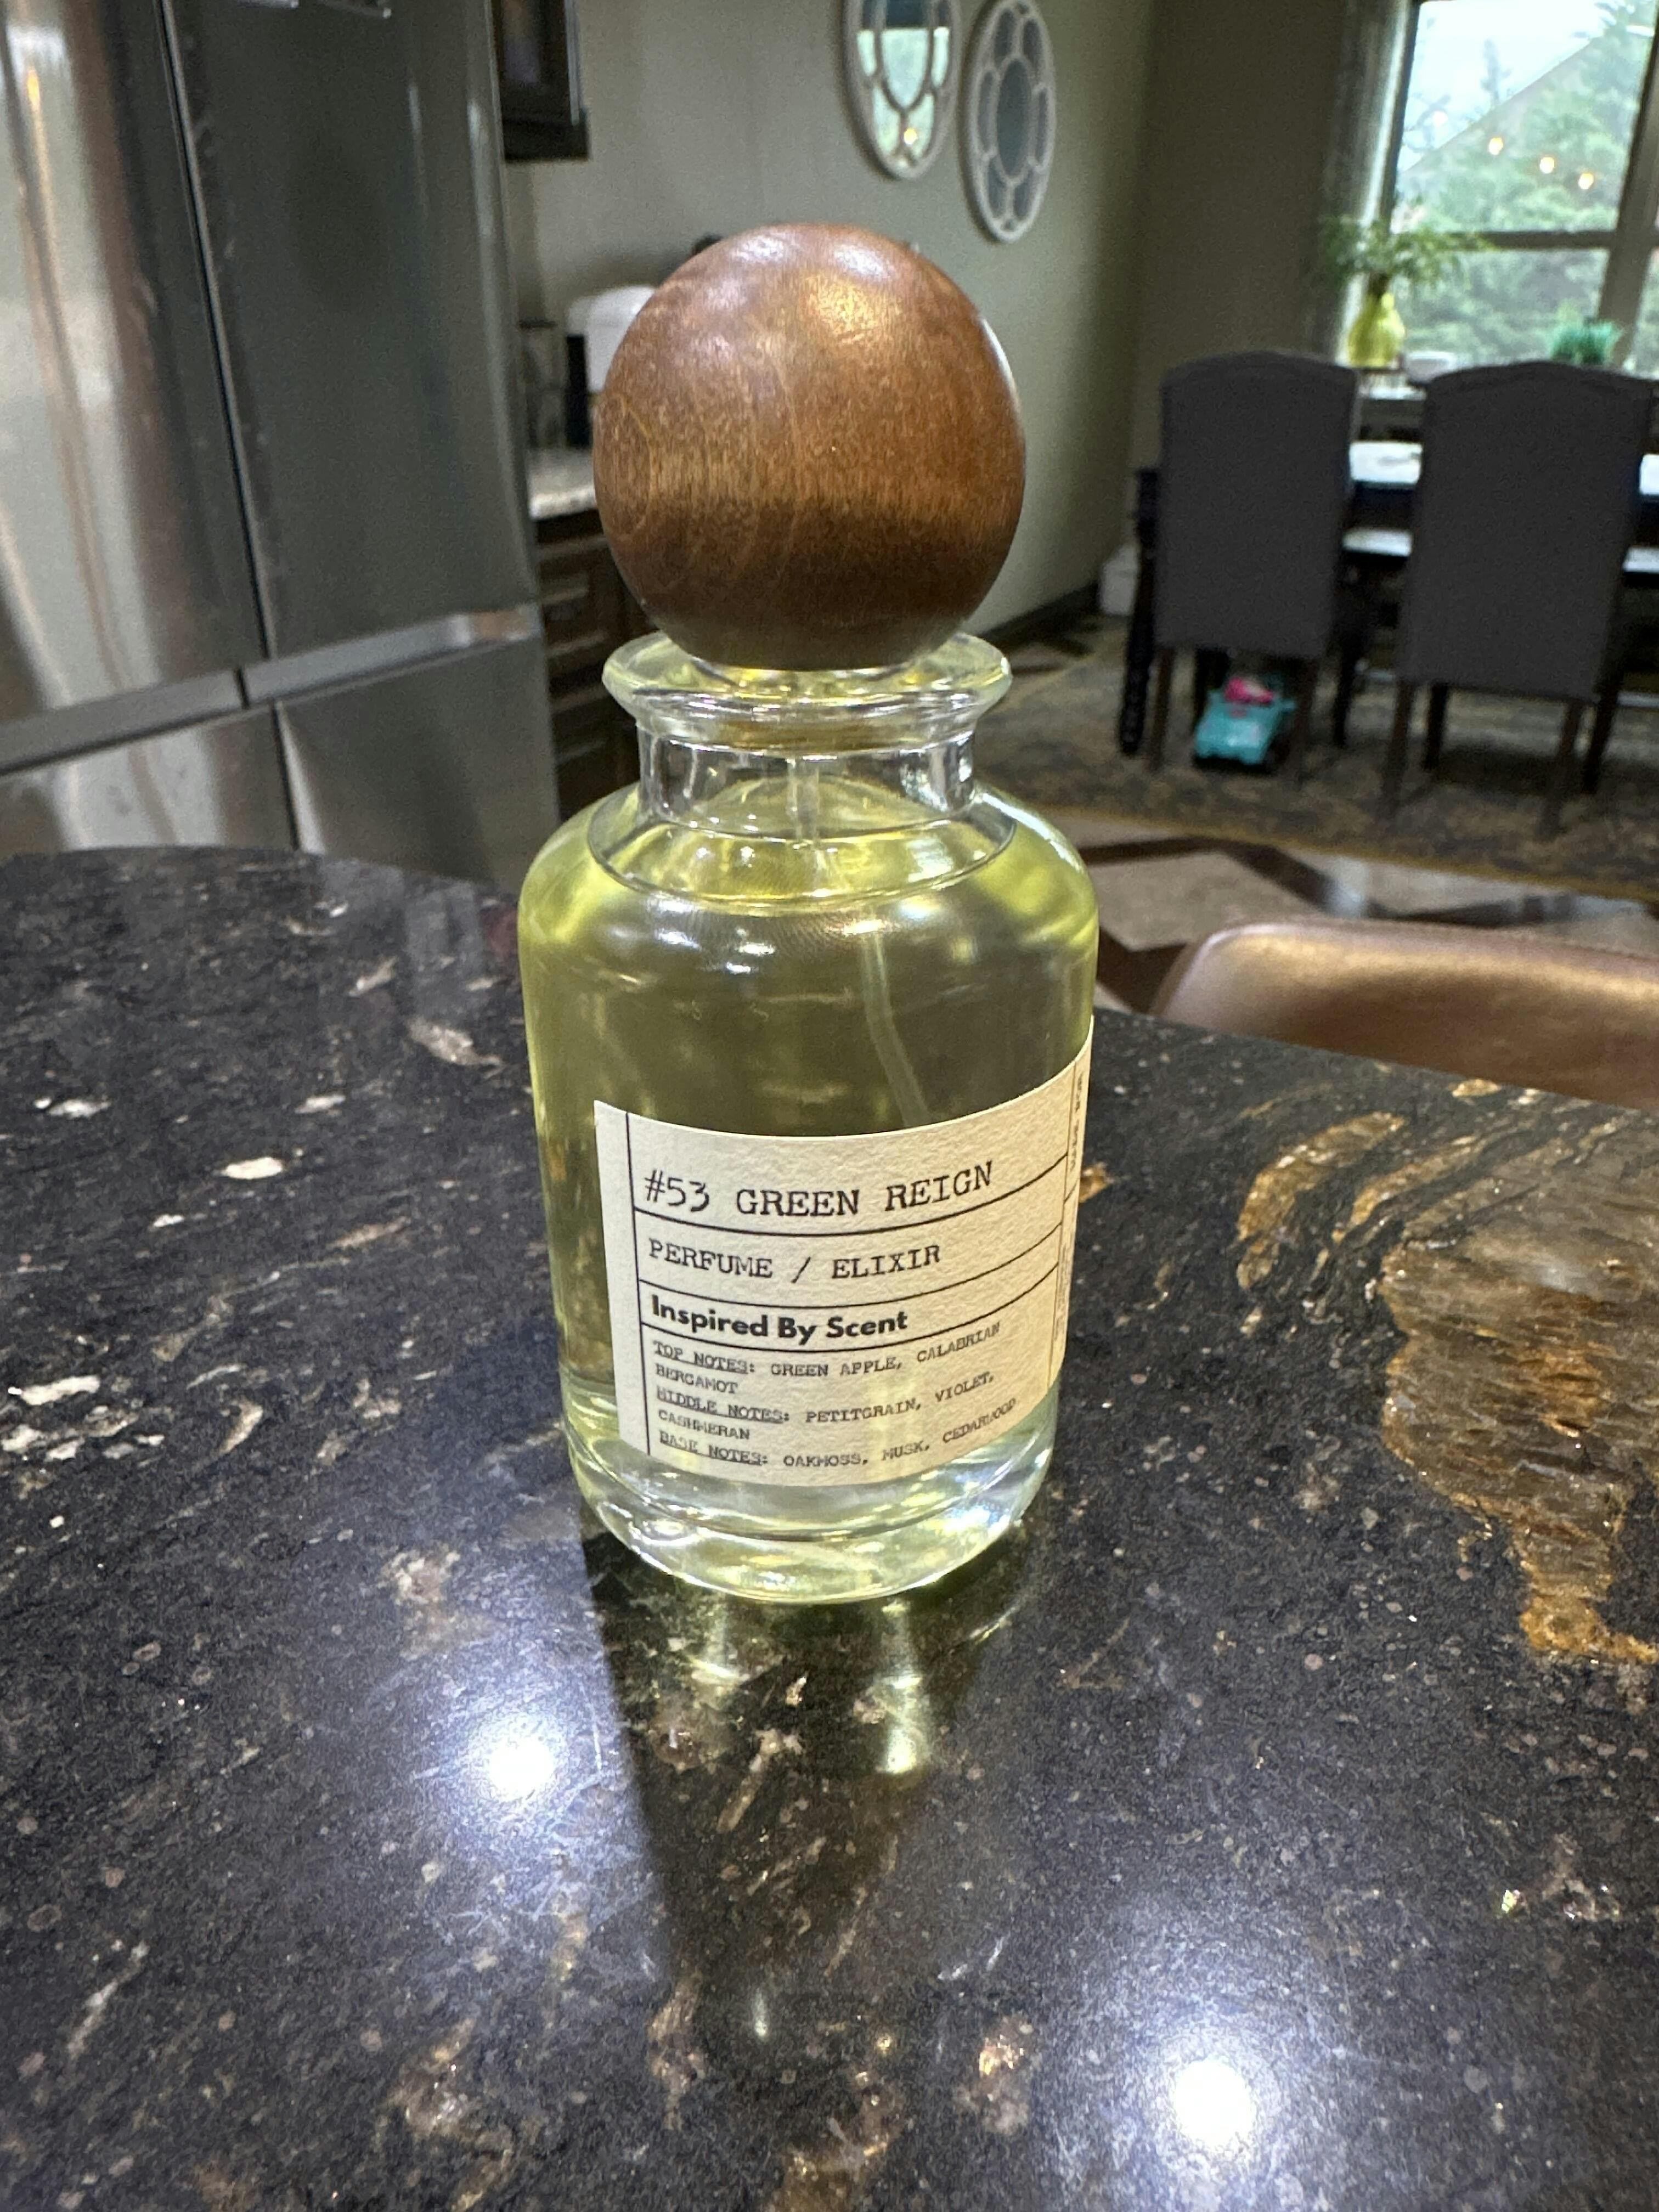 #53 GREEN REIGN
PERFUME / ELIXIR
Inspired By Scent
TOP NOTES: GREEN APPLE, CALABRIAN
BERGAMOT
MIDDLE NOTES: PETITGRAIN, VIOLET,
CASHMERAN
BASE NOTES: OAKMOSS, MUSK, CEDARWOOD